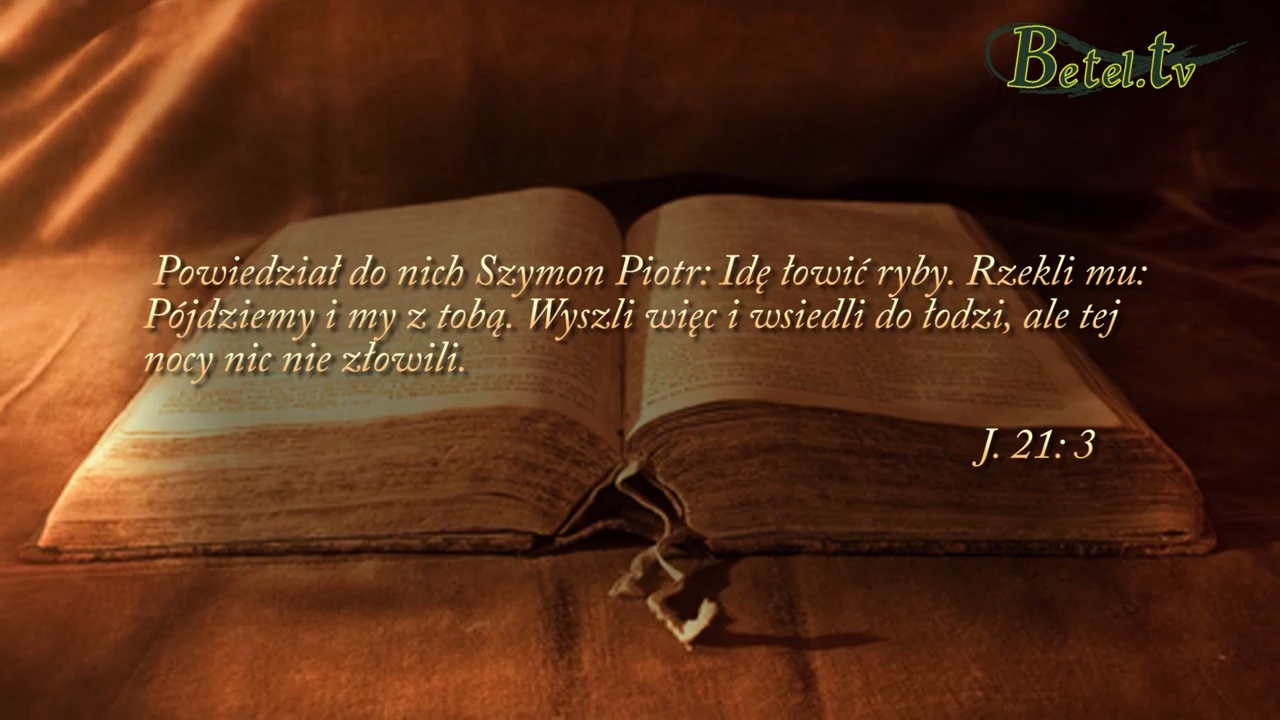 Betel.tv
Powiedział do nich Szymon Piotr: Idę łowić ryby. Rzekli mu:
Pójdziemy i my z tobą. Wyszli więc i wsiedli do łodzi, ale tej
nocy nic nie złowili.
J. 21: 3